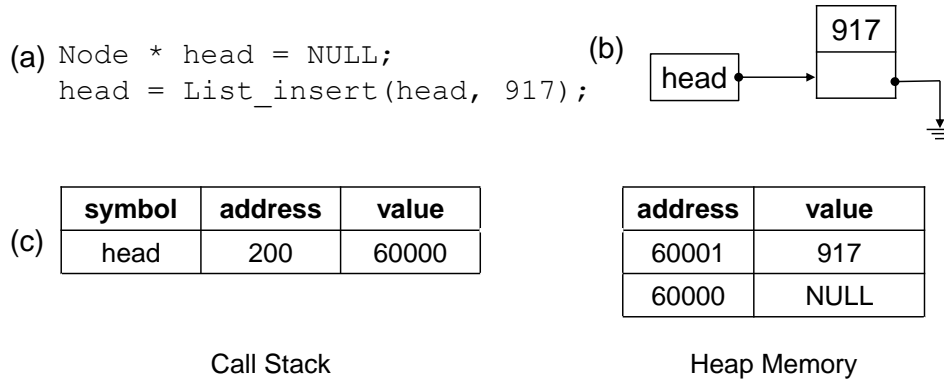 (a) Node * head = NULL;
head = List_insert(head, 917);
(b)
917
head
(c)
symbol address value
head 200 60000
Call Stack
address value
60001 917
60000 NULL
Heap Memory